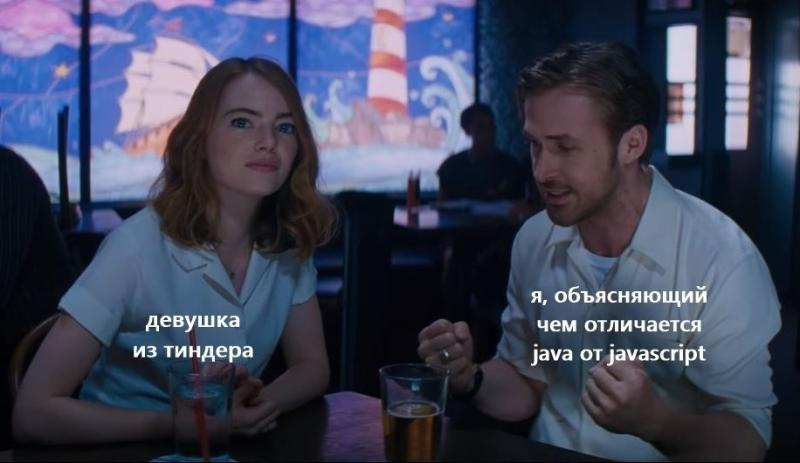 девушка
из тиндера
я, объясняющий
чем отличается
java от javascript